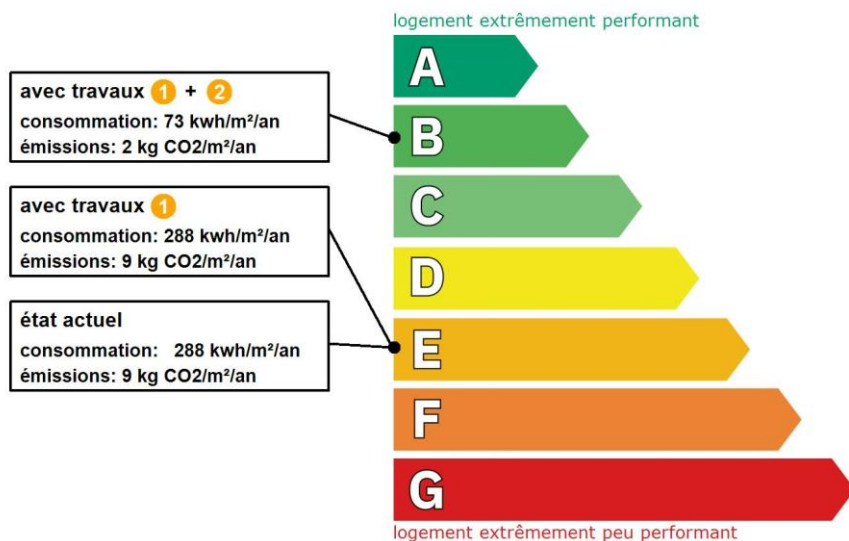 logement extrêmement performant
A
avec travaux 1 + 2
consommation: 73 kwh/m²/an
émissions: 2 kg CO2/m²/an
B
avec travaux 1
consommation: 288 kwh/m²/an
émissions: 9 kg CO2/m²/an
C
D
état actuel
consommation: 288 kwh/m²/an
émissions: 9 kg CO2/m²/an
E
F
G
logement extrêmement peu performant